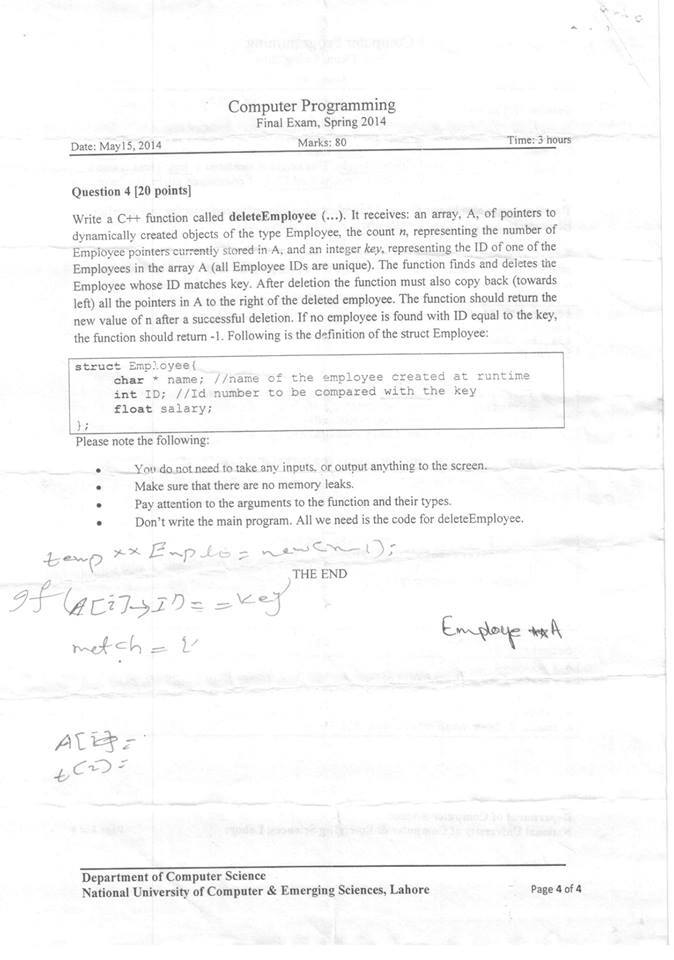 Computer Programming
Final Exam, Spring 2014
Date: May15, 2014 Marks: 80 Time: 3 hours
Question 4 [20 points]
Write a C++ function called deleteEmployee (...). It receives: an array, A, of pointers to
dynamically created objects of the type Employee, the count n, representing the number of
Employee pointers currently stored in A, and an integer key, representing the ID of one of the
Employees in the array A (all Employee IDs are unique). The function finds and deletes the
Employee whose ID matches key. After deletion the function must also copy back (towards
left) all the pointers in A to the right of the deleted employee. The function should return the
new value of n after a successful deletion. If no employee is found with ID equal to the key,
the function should return -1. Following is the definition of the struct Employee:
struct Employee{
char * name; //name of the employee created at runtime
int ID; //Id number to be compared with the key
float salary;
};
Please note the following:
• You do not need to take any inputs, or output anything to the screen.
• Make sure that there are no memory leaks.
• Pay attention to the arguments to the function and their types.
• Don't write the main program. All we need is the code for deleteEmployee.
temp ** Emplo = new(n-1);
THE END
if (A[i]->ID == key
Employe **A
metch =
A[i] =
t(i) =
Department of Computer Science
National University of Computer & Emerging Sciences, Lahore Page 4 of 4